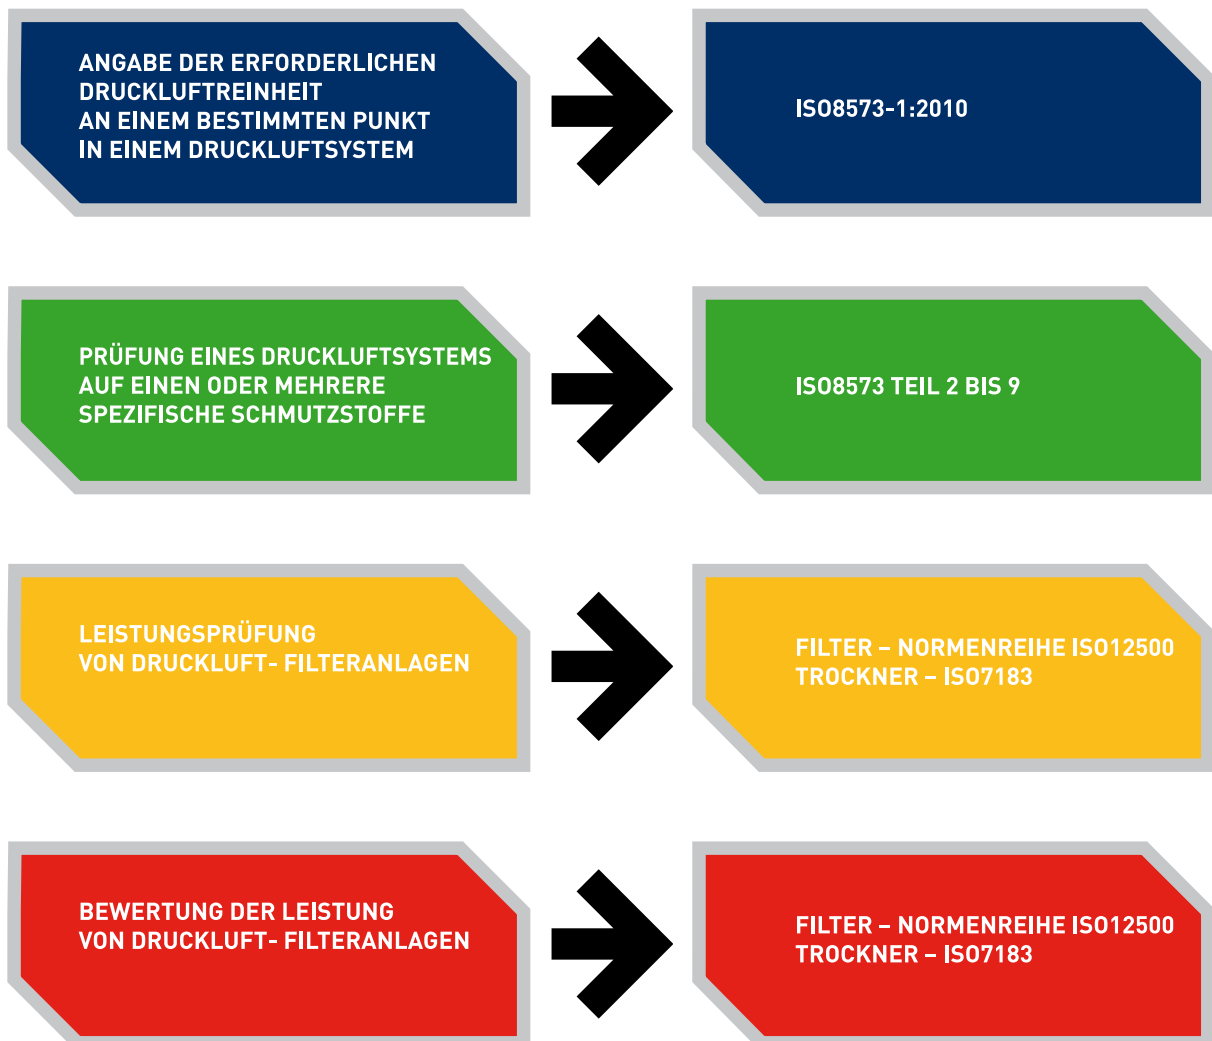 ANGABE DER ERFORDERLICHEN
DRUCKLUFTREINHEIT
AN EINEM BESTIMMTEN PUNKT
IN EINEM DRUCKLUFTSYSTEM
ISO8573-1:2010
PRÜFUNG EINES DRUCKLUFTSYSTEMS
AUF EINEN ODER MEHRERE
SPEZIFISCHE SCHMUTZSTOFFE
ISO8573 TEIL 2 BIS 9
LEISTUNGSPRÜFUNG
VON DRUCKLUFT- FILTERANLAGEN
FILTER – NORMENREIHE ISO12500
TROCKNER – ISO7183
BEWERTUNG DER LEISTUNG
VON DRUCKLUFT- FILTERANLAGEN
FILTER – NORMENREIHE ISO12500
TROCKNER – ISO7183